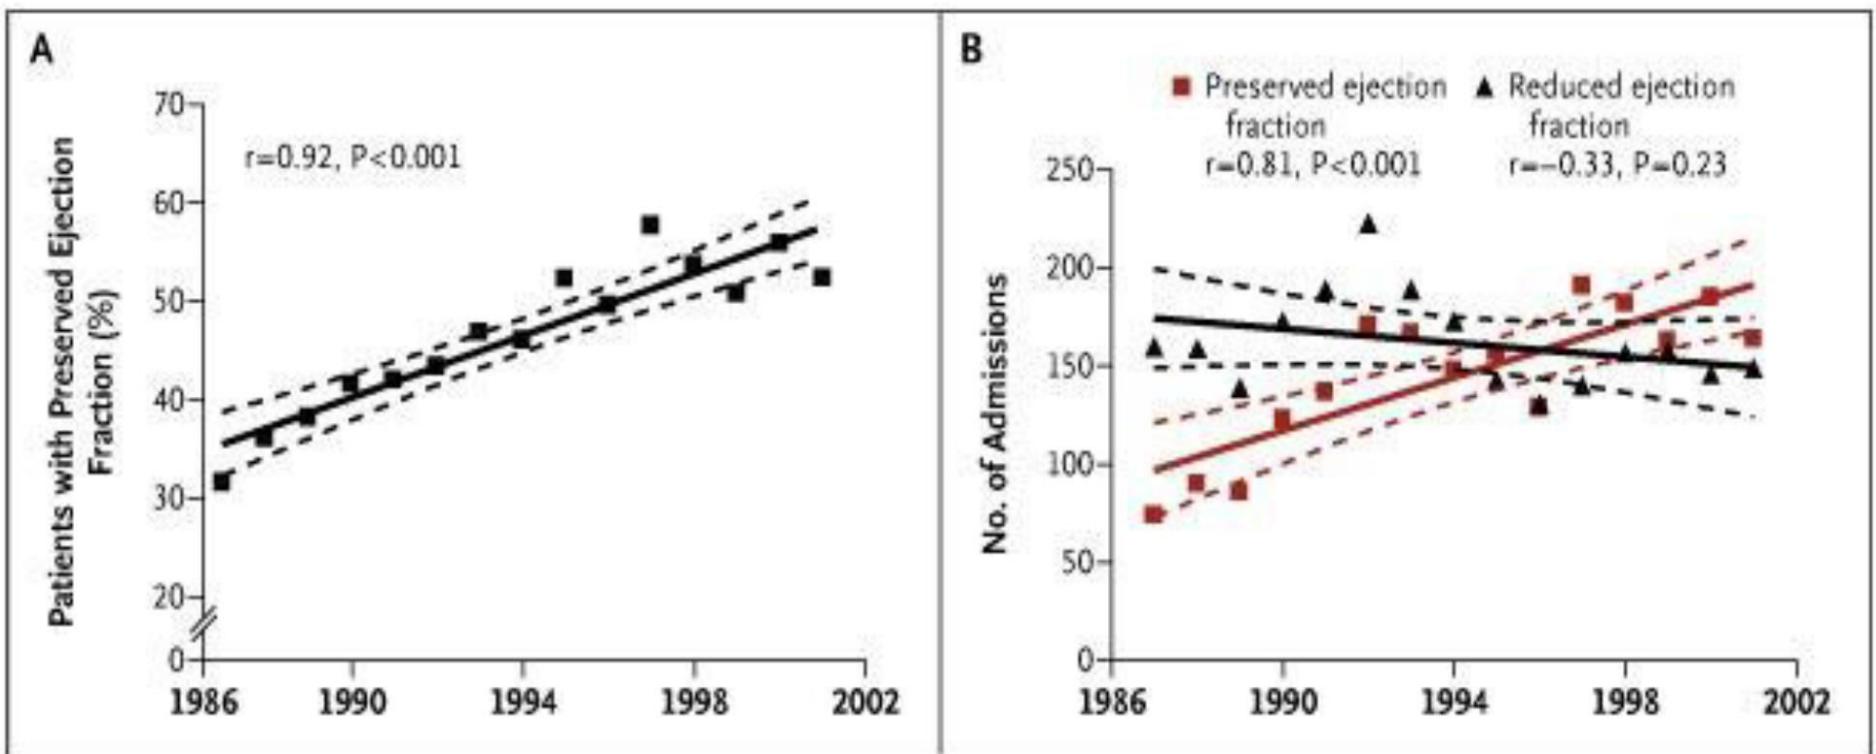 A
Patients with Preserved Ejection
Fraction (%)
70
60
50
40
30
20
0
r=0.92, P<0.001
1986 1990 1994 1998 2002
B
Preserved ejection
fraction
r=0.81, P<0.001
Reduced ejection
fraction
r=−0.33, P=0.23
No. of Admissions
250
200
150
100
50
0
1986 1990 1994 1998 2002